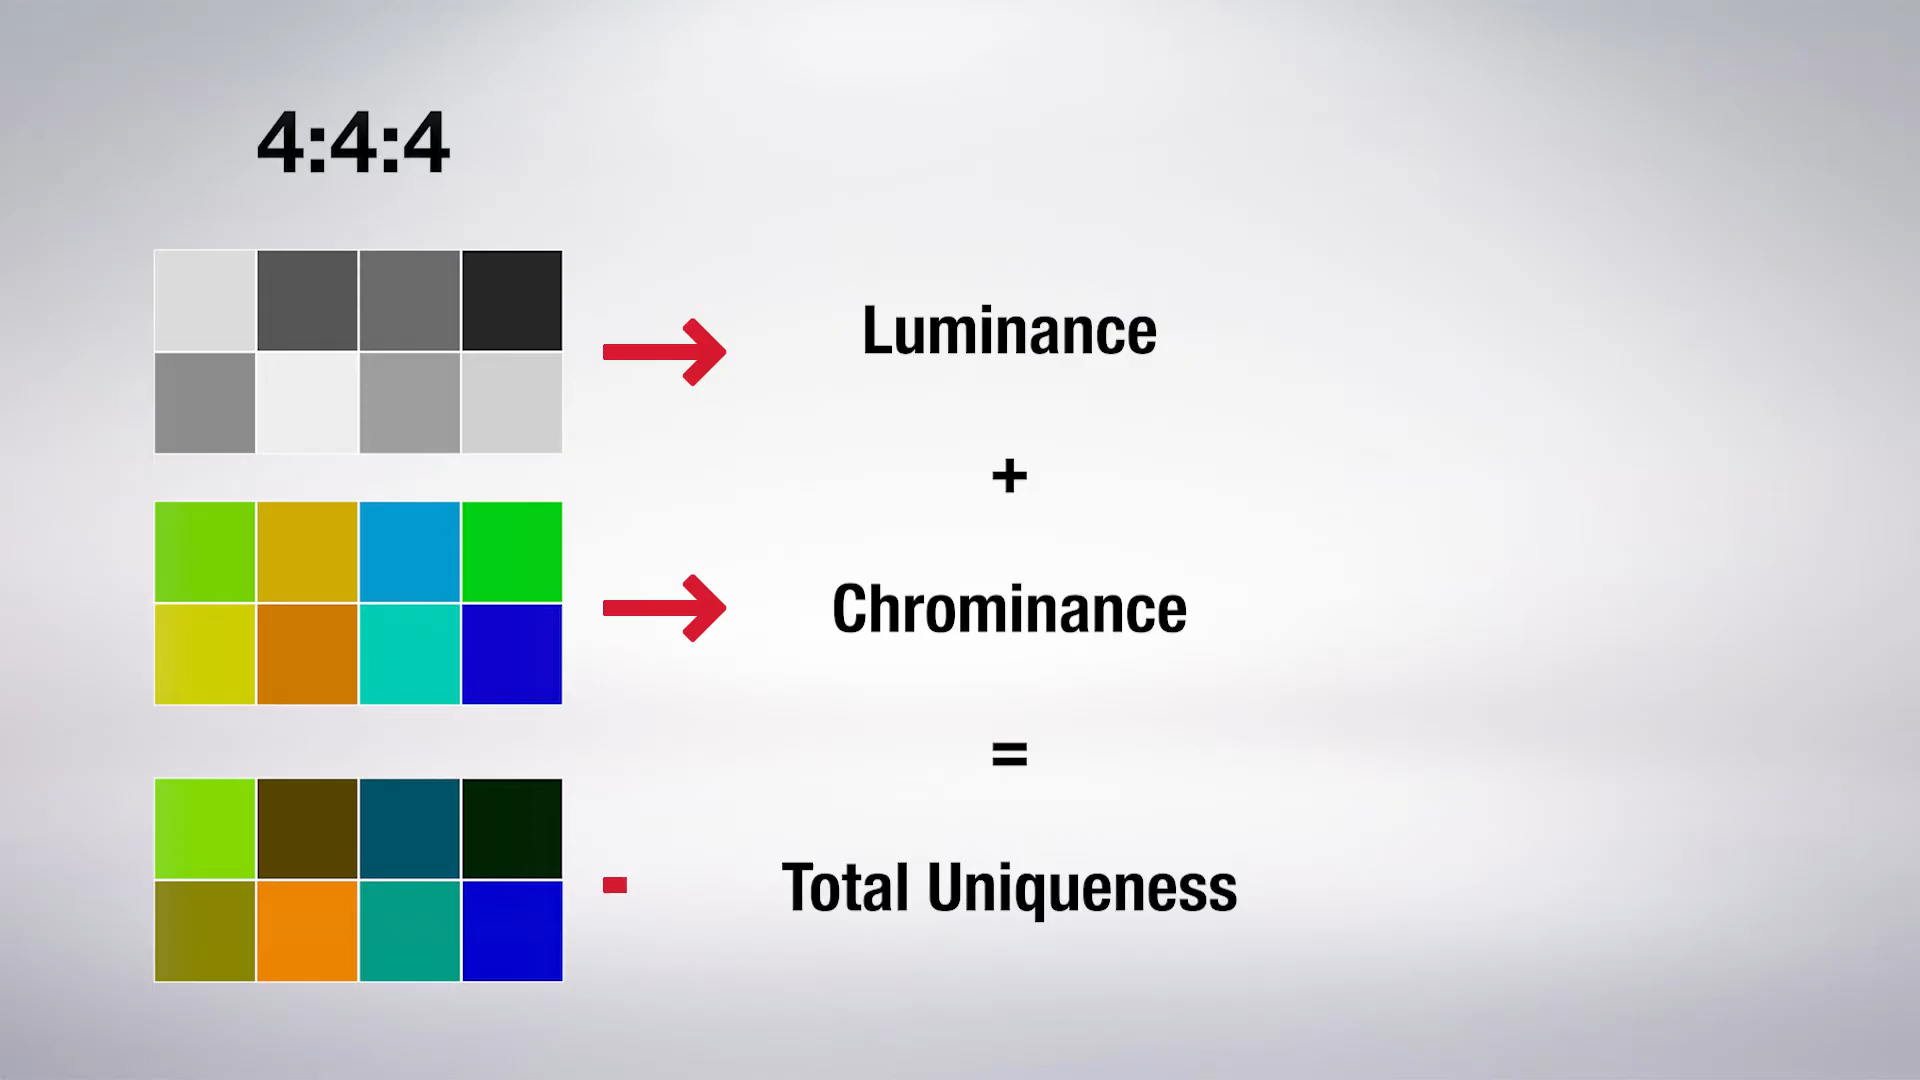 4:4:4
Luminance
+
Chrominance
=
Total Uniqueness